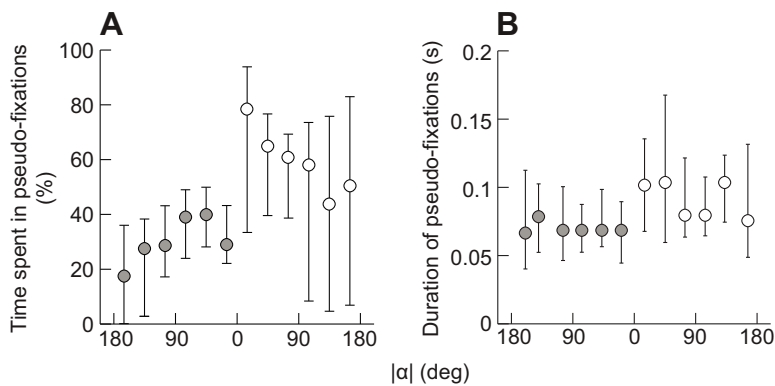 A
B
Time spent in pseudo-fixations
(%)
100
80
60
40
20
0
180 90 0 90 180
Duration of pseudo-fixations (s)
0.2
0.15
0.1
0.05
0
180 90 0 90 180
|α| (deg)